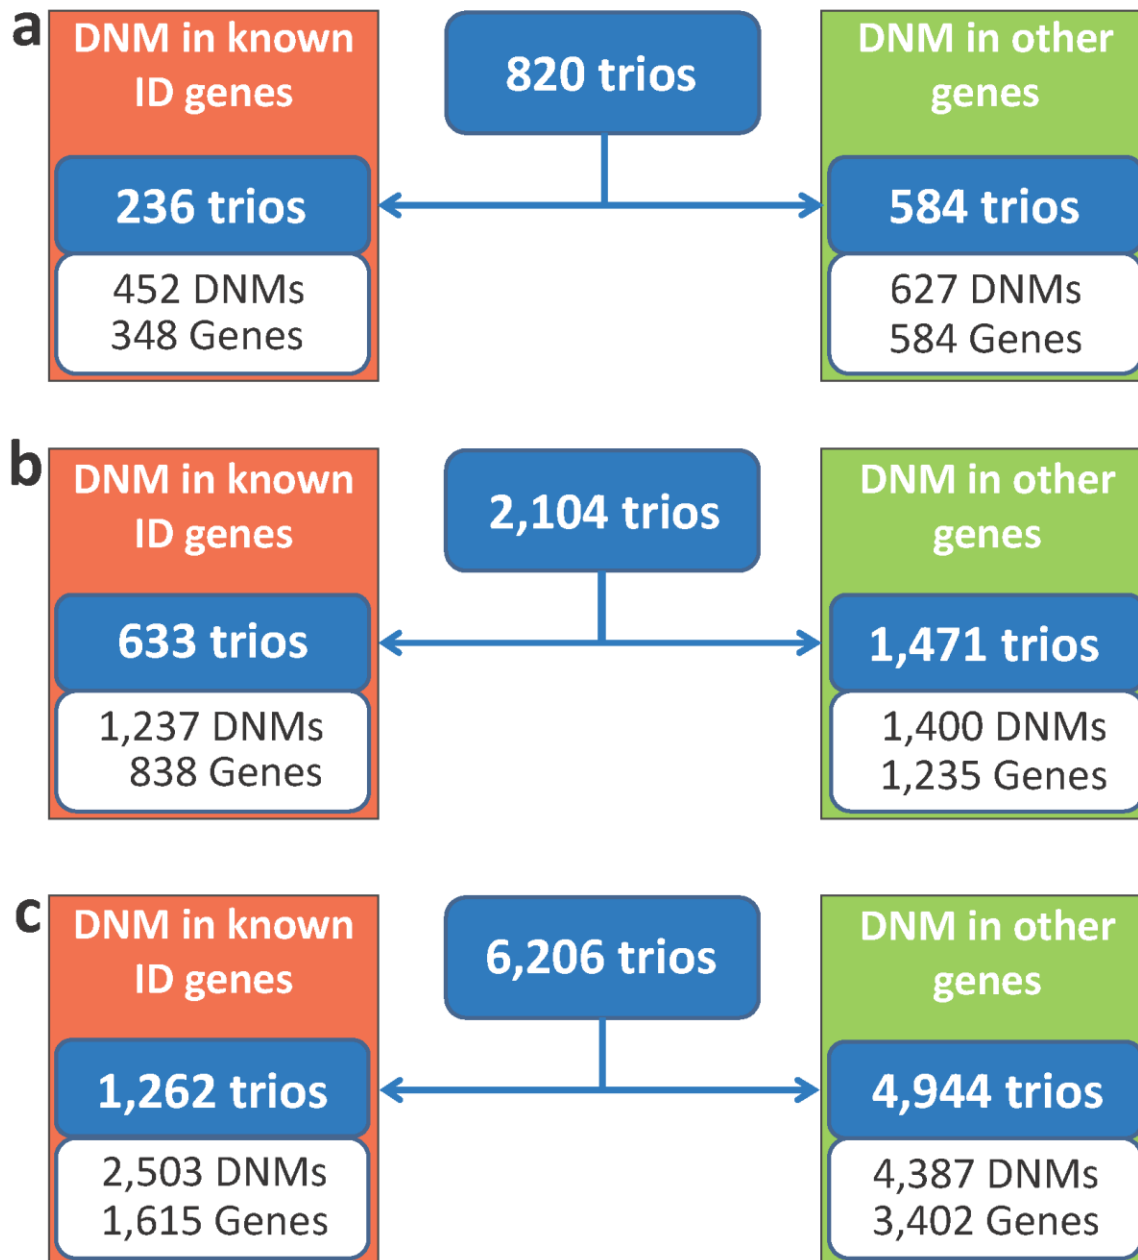 a
DNM in known
ID genes
236 trios
452 DNMs
348 Genes
820 trios
DNM in other
genes
584 trios
627 DNMs
584 Genes
b
DNM in known
ID genes
633 trios
1,237 DNMs
838 Genes
2,104 trios
DNM in other
genes
1,471 trios
1,400 DNMs
1,235 Genes
c
DNM in known
ID genes
1,262 trios
2,503 DNMs
1,615 Genes
6,206 trios
DNM in other
genes
4,944 trios
4,387 DNMs
3,402 Genes